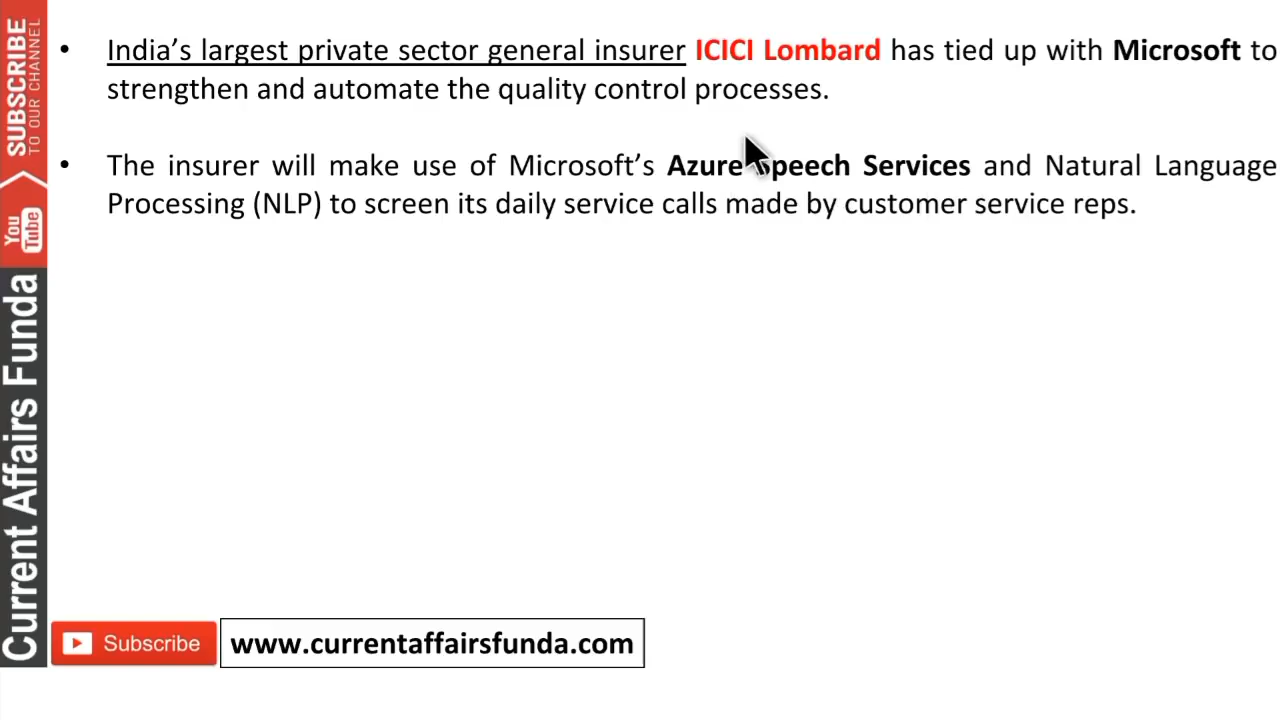 • India’s largest private sector general insurer ICICI Lombard has tied up with Microsoft to
strengthen and automate the quality control processes.
• The insurer will make use of Microsoft’s Azure Speech Services and Natural Language
Processing (NLP) to screen its daily service calls made by customer service reps.
SUBSCRIBE
TO OUR CHANNEL
You
Tube
Current Affairs Funda
Subscribe
www.currentaffairsfunda.com